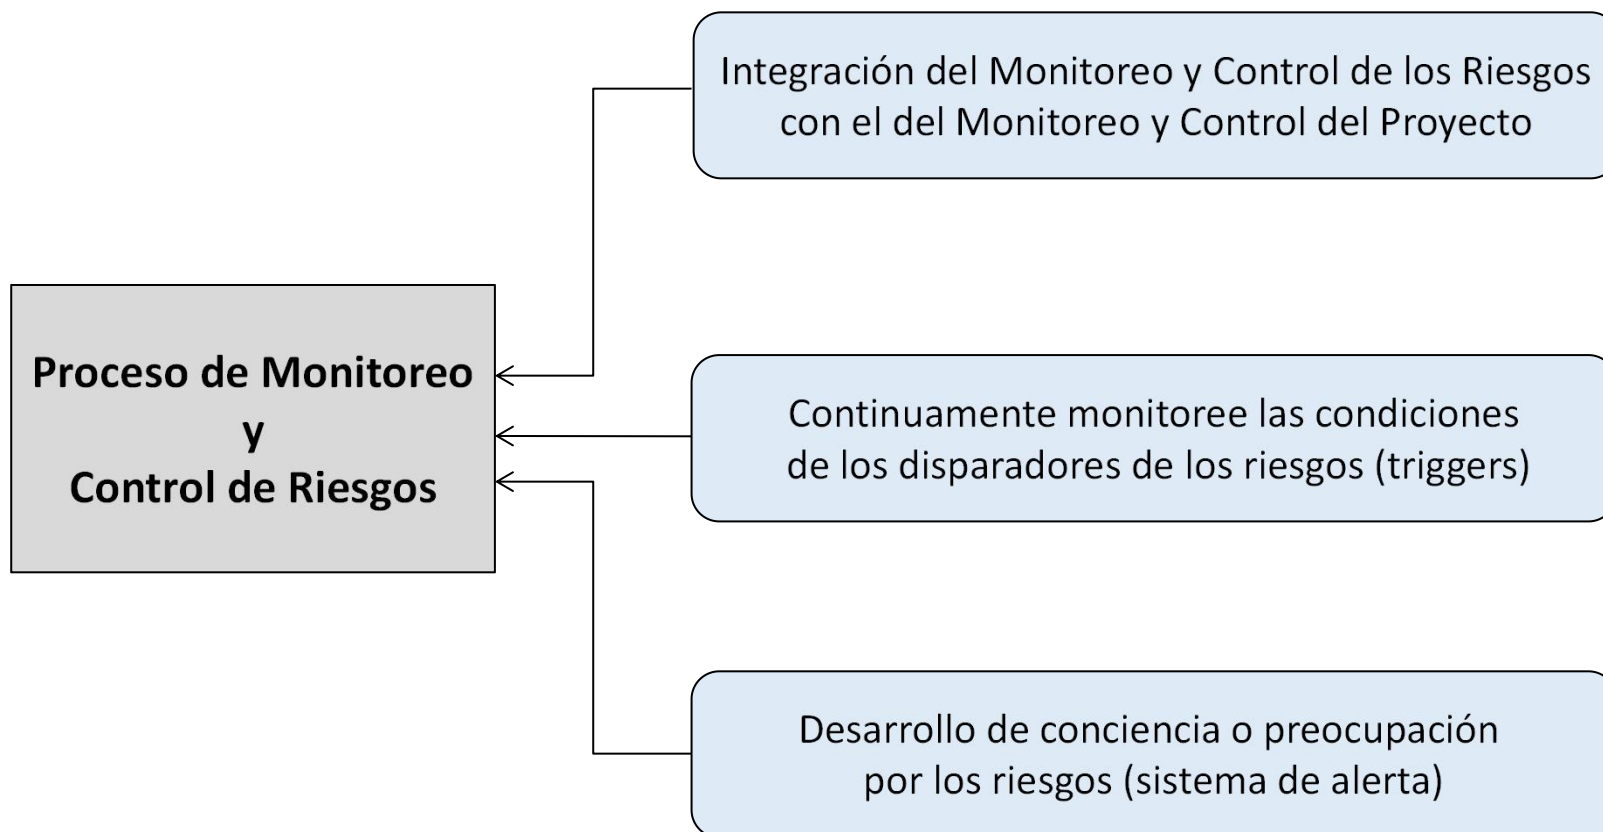 Integración del Monitoreo y Control de los Riesgos
con el del Monitoreo y Control del Proyecto
Proceso de Monitoreo
y
Control de Riesgos
Continuamente monitoree las condiciones
de los disparadores de los riesgos (triggers)
Desarrollo de conciencia o preocupación
por los riesgos (sistema de alerta)